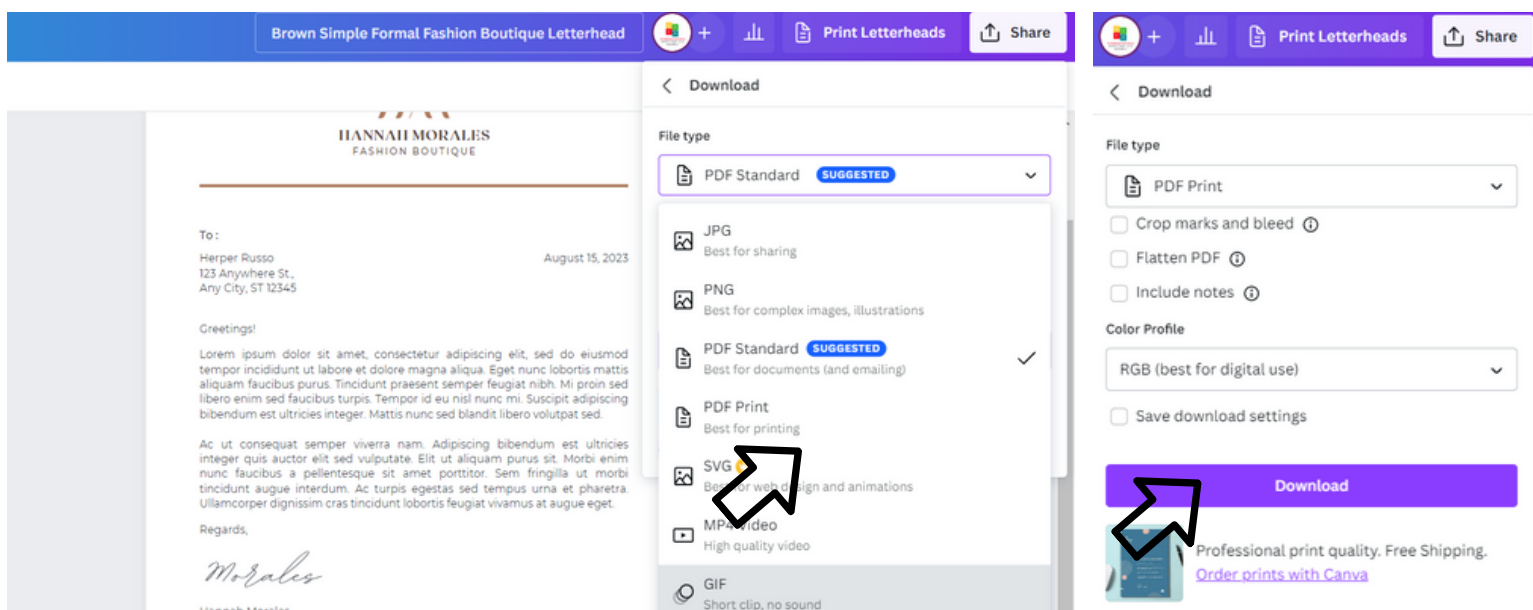 Brown Simple Formal Fashion Boutique Letterhead
+
Print Letterheads
Share
HANNAH MORALES
FASHION BOUTIQUE
To :
Herper Russo
August 15, 2023
123 Anywhere St.,
Any City, ST 12345
Greetings!
Lorem ipsum dolor sit amet, consectetur adipiscing elit, sed do eiusmod
tempor incididunt ut labore et dolore magna aliqua. Eget nunc lobortis mattis
aliquam faucibus purus. Tincidunt praesent semper feugiat nibh. Mi proin sed
libero enim sed faucibus turpis. Tempor id eu nisl nunc mi. Suscipit adipiscing
bibendum est ultricies integer. Mattis nunc sed blandit libero volutpat sed.
Ac ut consequat semper viverra nam. Adipiscing bibendum est ultricies
integer quis auctor elit sed vulputate. Elit ut aliquam purus sit. Morbi enim
nunc faucibus a pellentesque sit amet porttitor. Sem fringilla ut morbi
tincidunt augue interdum. Ac turpis egestas sed tempus urna et pharetra.
Ullamcorper dignissim cras tincidunt lobortis feugiat vivamus at augue eget.
Regards,
Morales
Hannah Morales
Download
File type
PDF Standard SUGGESTED
JPG
Best for sharing
PNG
Best for complex images, illustrations
PDF Standard SUGGESTED
Best for documents (and emailing)
PDF Print
Best for printing
SVG
Best for web design and animations
MP4 Video
High quality video
GIF
Short clip, no sound
+
Print Letterheads
Share
Download
File type
PDF Print
Crop marks and bleed
Flatten PDF
Include notes
Color Profile
RGB (best for digital use)
Save download settings
Download
Professional print quality. Free Shipping.
Order prints with Canva